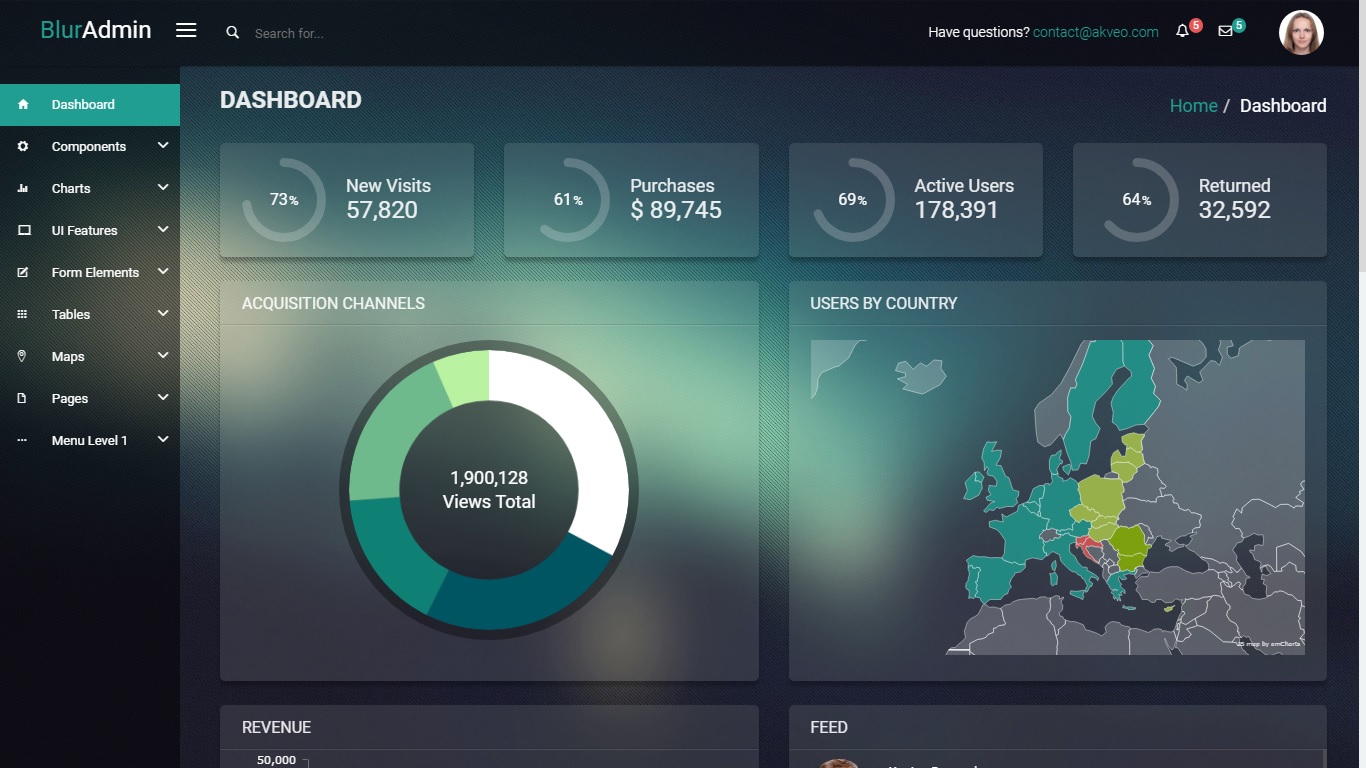 BlurAdmin
Search for...
Have questions? contact@akveo.com
5
5
Dashboard
Components
Charts
UI Features
Form Elements
Tables
Maps
Pages
Menu Level 1
DASHBOARD
Home / Dashboard
73%
New Visits
57,820
61%
Purchases
$ 89,745
69%
Active Users
178,391
64%
Returned
32,592
ACQUISITION CHANNELS
1,900,128
Views Total
USERS BY COUNTRY
JS map by amCharts
REVENUE
50,000
FEED